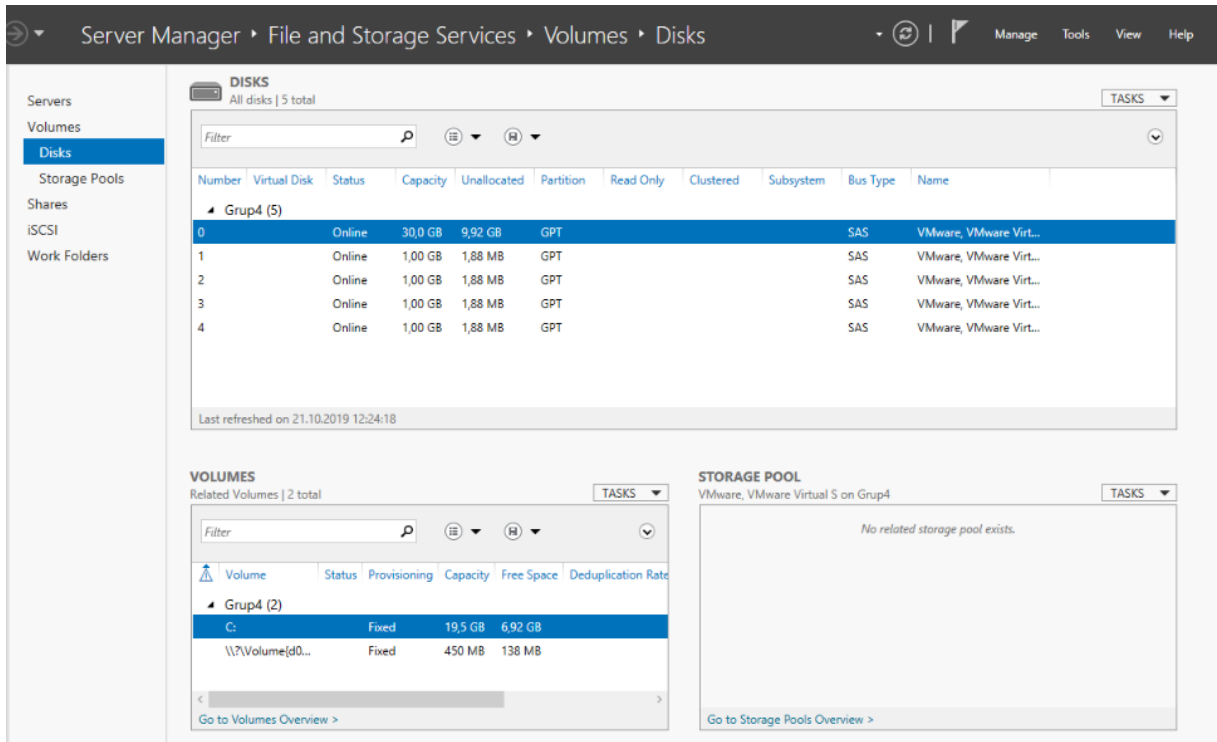 Server Manager ‣ File and Storage Services ‣ Volumes ‣ Disks
Manage Tools View Help
Servers
Volumes
Disks
Storage Pools
Shares
iSCSI
Work Folders
DISKS
All disks | 5 total
TASKS
Filter
Number Virtual Disk Status Capacity Unallocated Partition Read Only Clustered Subsystem Bus Type Name
Grup4 (5)
0 Online 30,0 GB 9,92 GB GPT SAS VMware, VMware Virt...
1 Online 1,00 GB 1,88 MB GPT SAS VMware, VMware Virt...
2 Online 1,00 GB 1,88 MB GPT SAS VMware, VMware Virt...
3 Online 1,00 GB 1,88 MB GPT SAS VMware, VMware Virt...
4 Online 1,00 GB 1,88 MB GPT SAS VMware, VMware Virt...
Last refreshed on 21.10.2019 12:24:18
VOLUMES
Related Volumes | 2 total
TASKS
Filter
Volume Status Provisioning Capacity Free Space Deduplication Rate
Grup4 (2)
C: Fixed 19,5 GB 6,92 GB
\\?\Volume{d0... Fixed 450 MB 138 MB
Go to Volumes Overview >
STORAGE POOL
VMware, VMware Virtual S on Grup4
TASKS
No related storage pool exists.
Go to Storage Pools Overview >